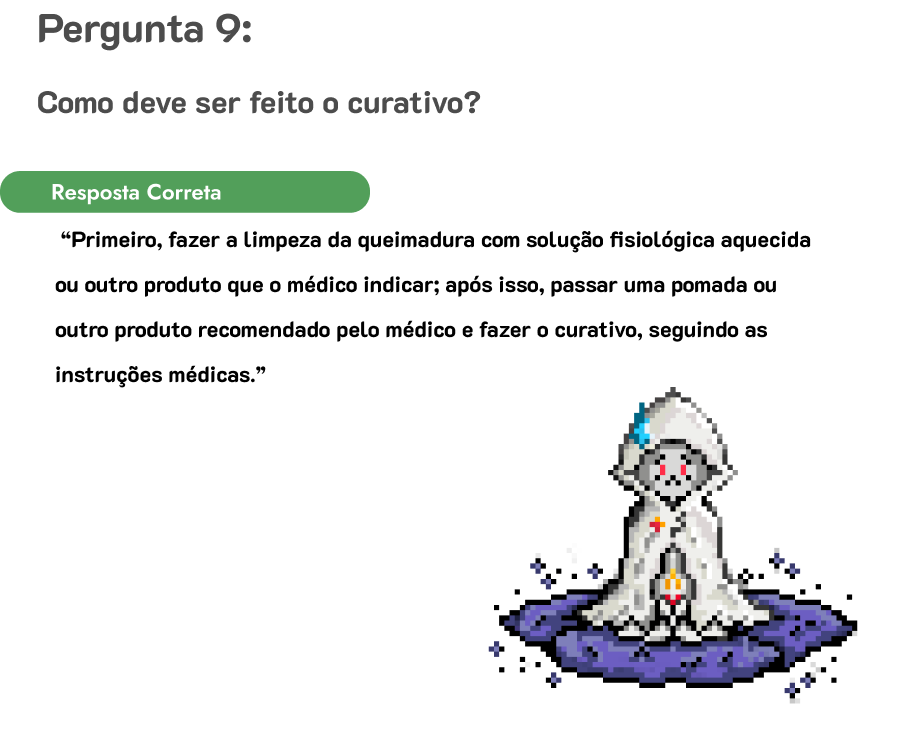 Pergunta 9:
Como deve ser feito o curativo?
Resposta Correta
“Primeiro, fazer a limpeza da queimadura com solução fisiológica aquecida
ou outro produto que o médico indicar; após isso, passar uma pomada ou
outro produto recomendado pelo médico e fazer o curativo, seguindo as
instruções médicas.”